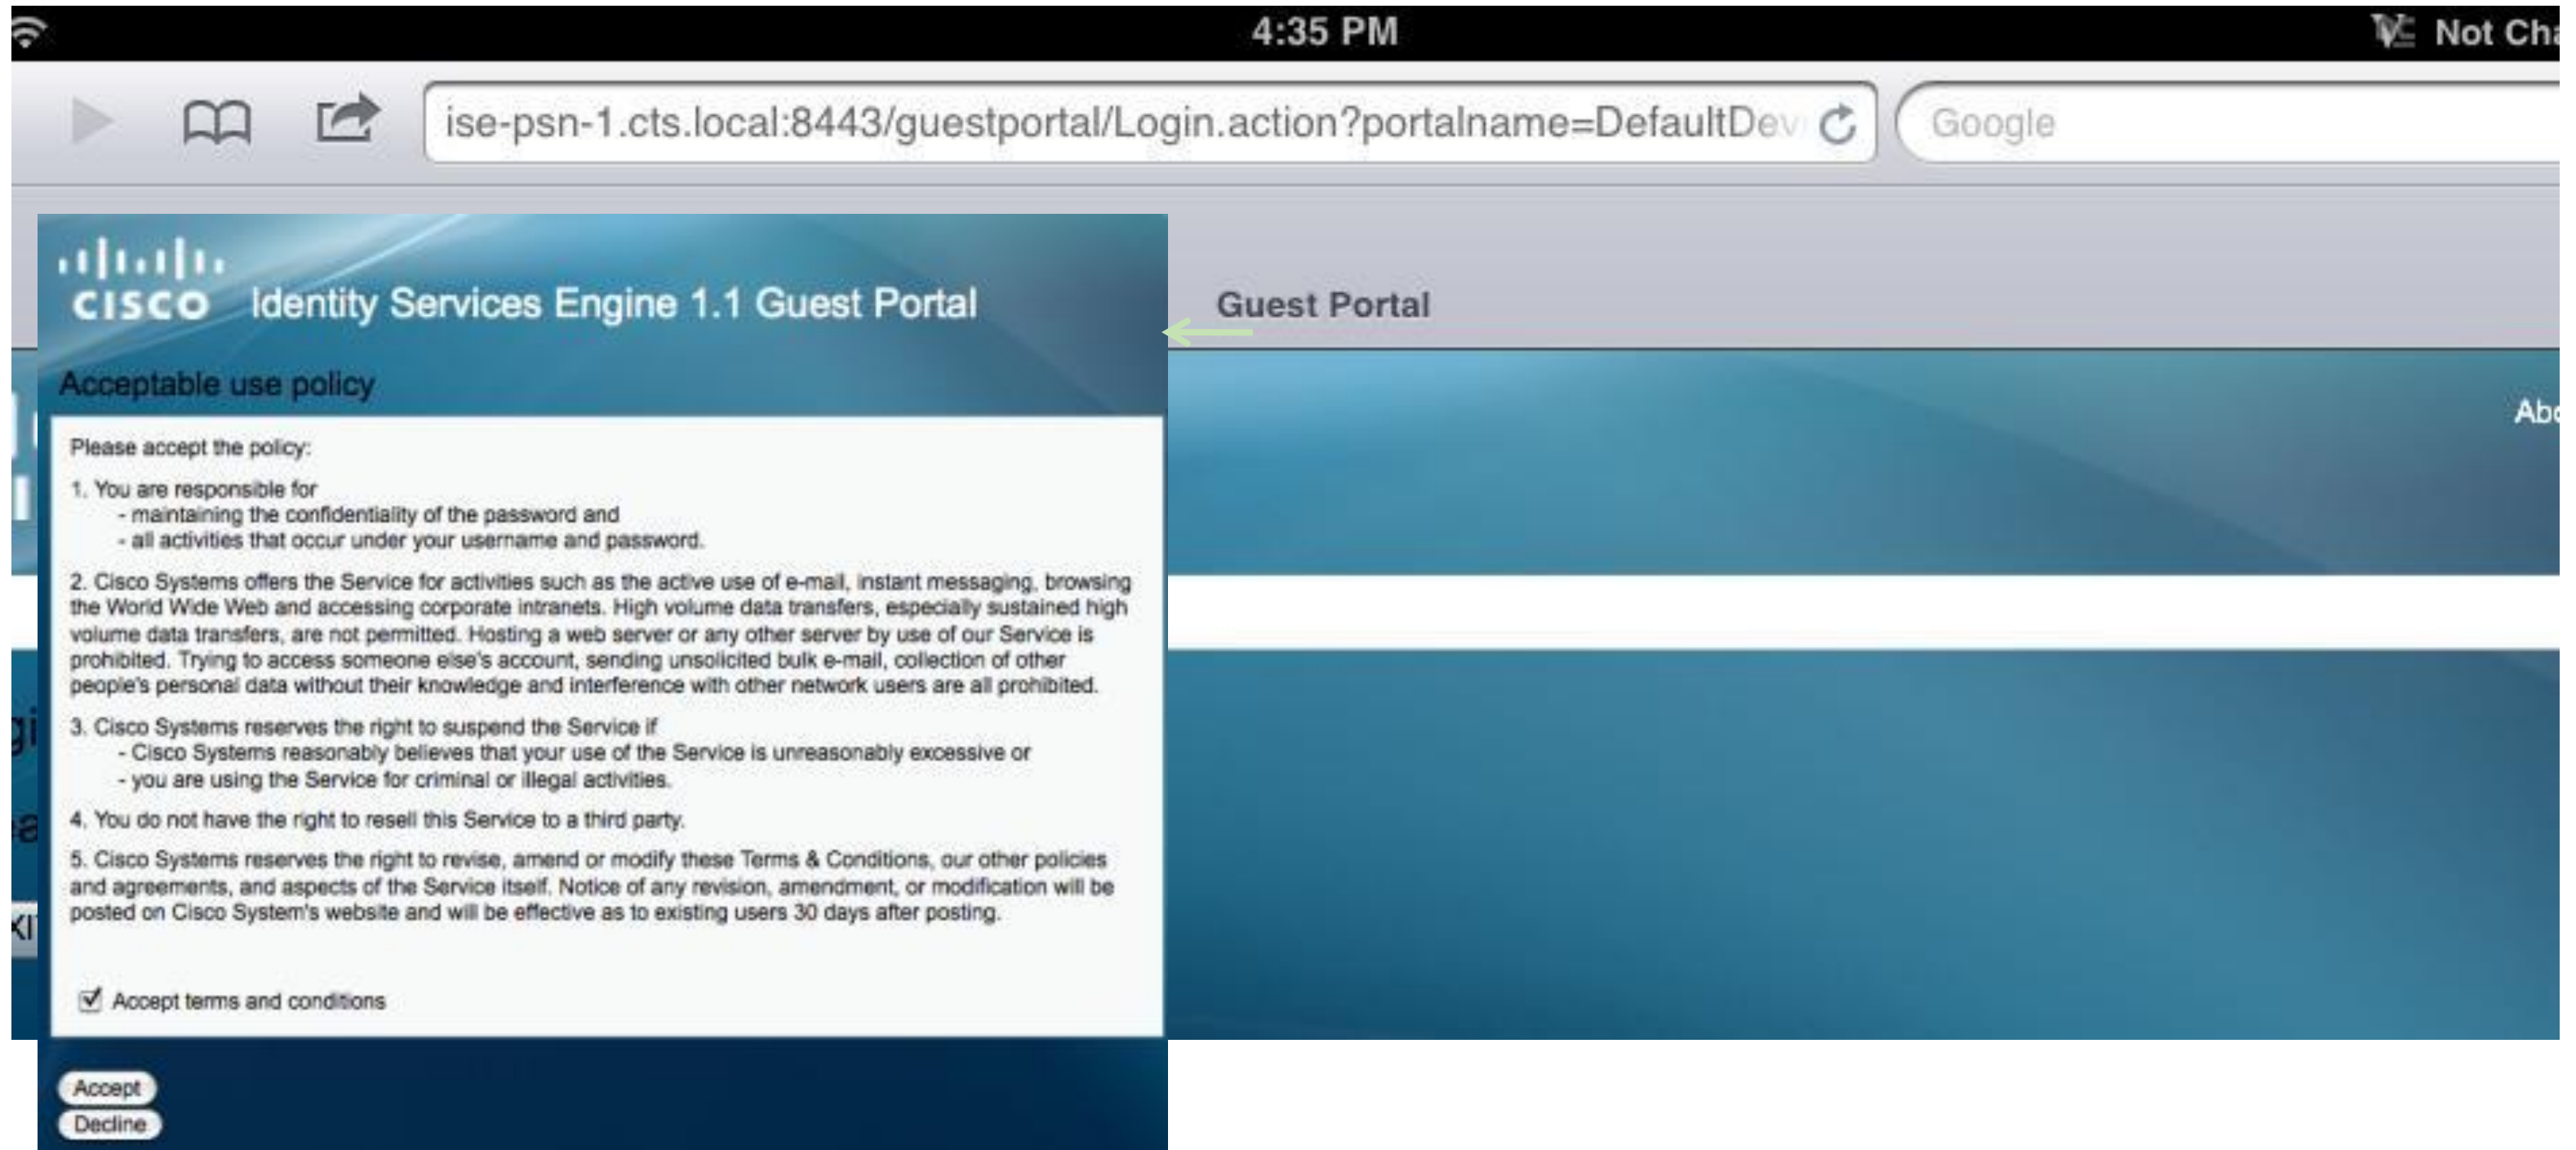 4:35 PM
Not Cha
ise-psn-1.cts.local:8443/guestportal/Login.action?portalname=DefaultDev
Google
CISCO Identity Services Engine 1.1 Guest Portal
Guest Portal
Acceptable use policy
Abo
Please accept the policy:
1. You are responsible for
- maintaining the confidentiality of the password and
- all activities that occur under your username and password.
2. Cisco Systems offers the Service for activities such as the active use of e-mail, instant messaging, browsing
the World Wide Web and accessing corporate intranets. High volume data transfers, especially sustained high
volume data transfers, are not permitted. Hosting a web server or any other server by use of our Service is
prohibited. Trying to access someone else's account, sending unsolicited bulk e-mail, collection of other
people's personal data without their knowledge and interference with other network users are all prohibited.
3. Cisco Systems reserves the right to suspend the Service if
- Cisco Systems reasonably believes that your use of the Service is unreasonably excessive or
- you are using the Service for criminal or illegal activities.
4. You do not have the right to resell this Service to a third party.
5. Cisco Systems reserves the right to revise, amend or modify these Terms & Conditions, our other policies
and agreements, and aspects of the Service itself. Notice of any revision, amendment, or modification will be
posted on Cisco System's website and will be effective as to existing users 30 days after posting.
Accept terms and conditions
Accept
Decline